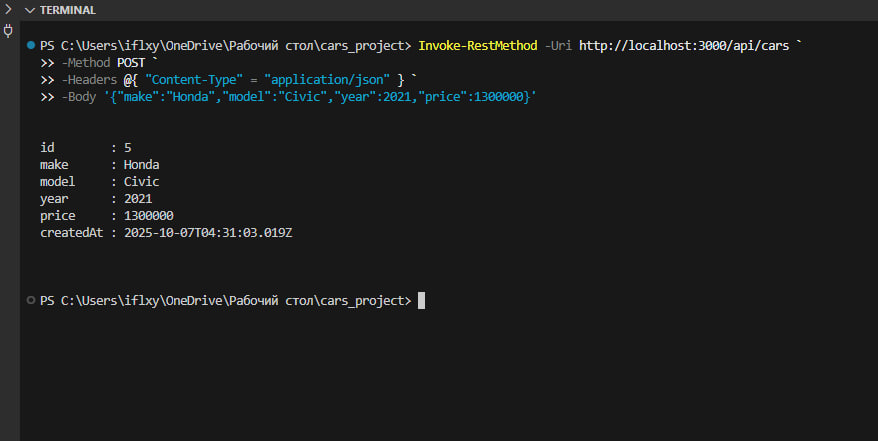 TERMINAL
PS C:\Users\iflxy\OneDrive\Рабочий стол\cars_project> Invoke-RestMethod -Uri http://localhost:3000/api/cars `
>> -Method POST `
>> -Headers @{ "Content-Type" = "application/json" } `
>> -Body '{"make":"Honda","model":"Civic","year":2021,"price":1300000}'
id        : 5
make      : Honda
model     : Civic
year      : 2021
price     : 1300000
createdAt : 2025-10-07T04:31:03.019Z
PS C:\Users\iflxy\OneDrive\Рабочий стол\cars_project>